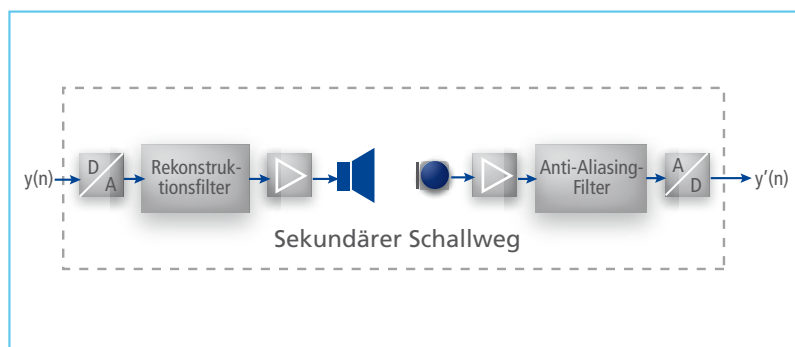 y(n)
D
A
Rekonstruk-
tionsfilter
Anti-Aliasing-
Filter
A
D
y’(n)
Sekundärer Schallweg